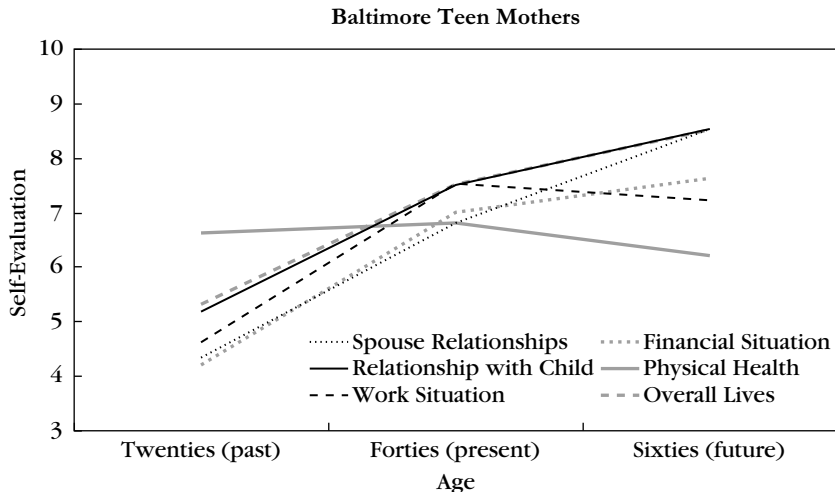 Baltimore Teen Mothers
10
9
8
7
6
5
4
3
Self-Evaluation
Spouse Relationships Financial Situation
Relationship with Child Physical Health
Work Situation Overall Lives
Twenties (past) Forties (present) Sixties (future)
Age